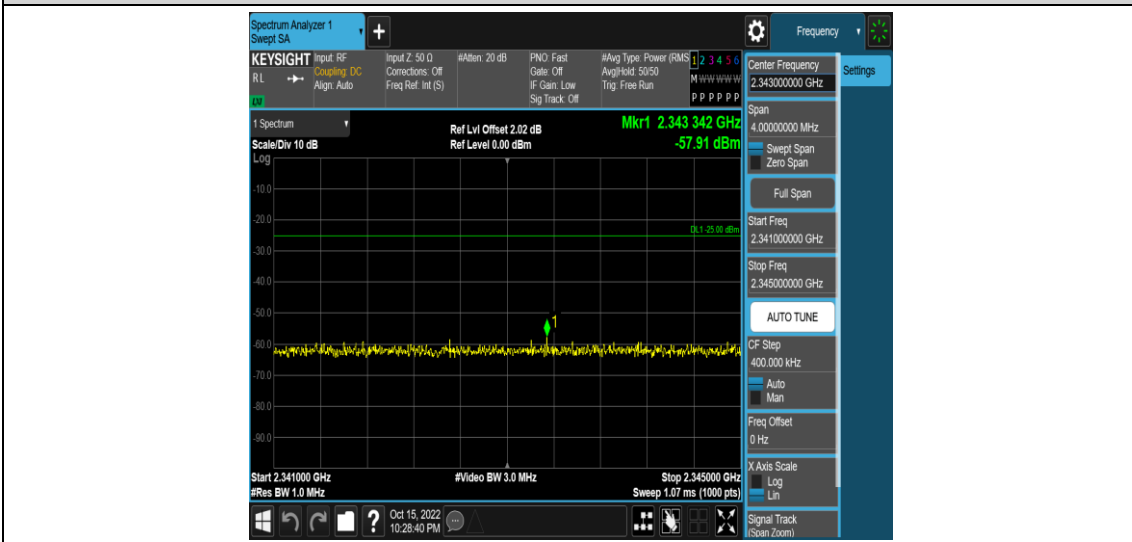 Spectrum Analyzer 1
Swept SA
+
Frequency
KEYSIGHT
RL
LXI
Input: RF
Coupling: DC
Align: Auto
Input Z: 50 Ω
Corrections: Off
Freq Ref: Int (S)
#Atten: 20 dB
PNO: Fast
Gate: Off
IF Gain: Low
Sig Track: Off
#Avg Type: Power (RMS
Avg|Hold: 50/50
Trig: Free Run
1 2 3 4 5 6
M W W W W W
P P P P P P
Center Frequency
2.343000000 GHz
Settings
Span
4.00000000 MHz
Swept Span
Zero Span
Full Span
Start Freq
2.341000000 GHz
Stop Freq
2.345000000 GHz
AUTO TUNE
CF Step
400.000 kHz
Auto
Man
Freq Offset
0 Hz
X Axis Scale
Log
Lin
Signal Track
(Span Zoom)
1 Spectrum
Scale/Div 10 dB
Ref Lvl Offset 2.02 dB
Ref Level 0.00 dBm
Mkr1 2.343 342 GHz
-57.91 dBm
Log
-10.0
-20.0
DL1 -25.00 dBm
-30.0
-40.0
-50.0
1
-60.0
-70.0
-80.0
-90.0
Start 2.341000 GHz
#Video BW 3.0 MHz
Stop 2.345000 GHz
#Res BW 1.0 MHz
Sweep 1.07 ms (1000 pts)
?
Oct 15, 2022
10:28:40 PM